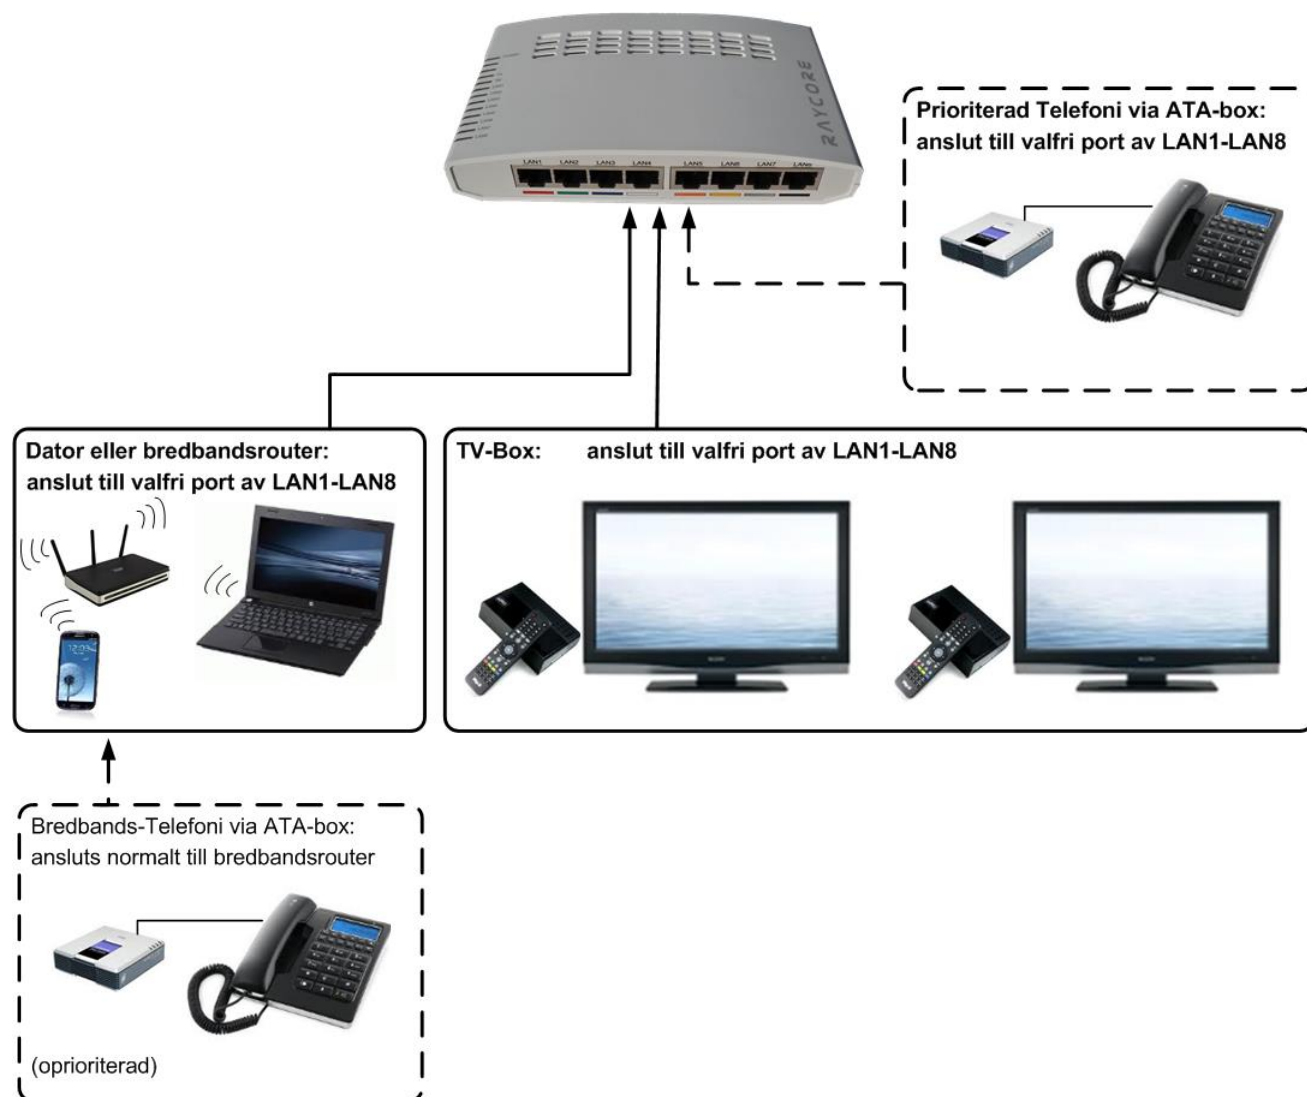 RAYCORE
LAN1 LAN2 LAN3 LAN4 LAN5 LAN6 LAN7 LAN8
Prioriterad Telefoni via ATA-box:
anslut till valfri port av LAN1-LAN8
Dator eller bredbandsrouter:
anslut till valfri port av LAN1-LAN8
TV-Box: anslut till valfri port av LAN1-LAN8
Bredbands-Telefoni via ATA-box:
ansluts normalt till bredbandsrouter
(oprioriterad)